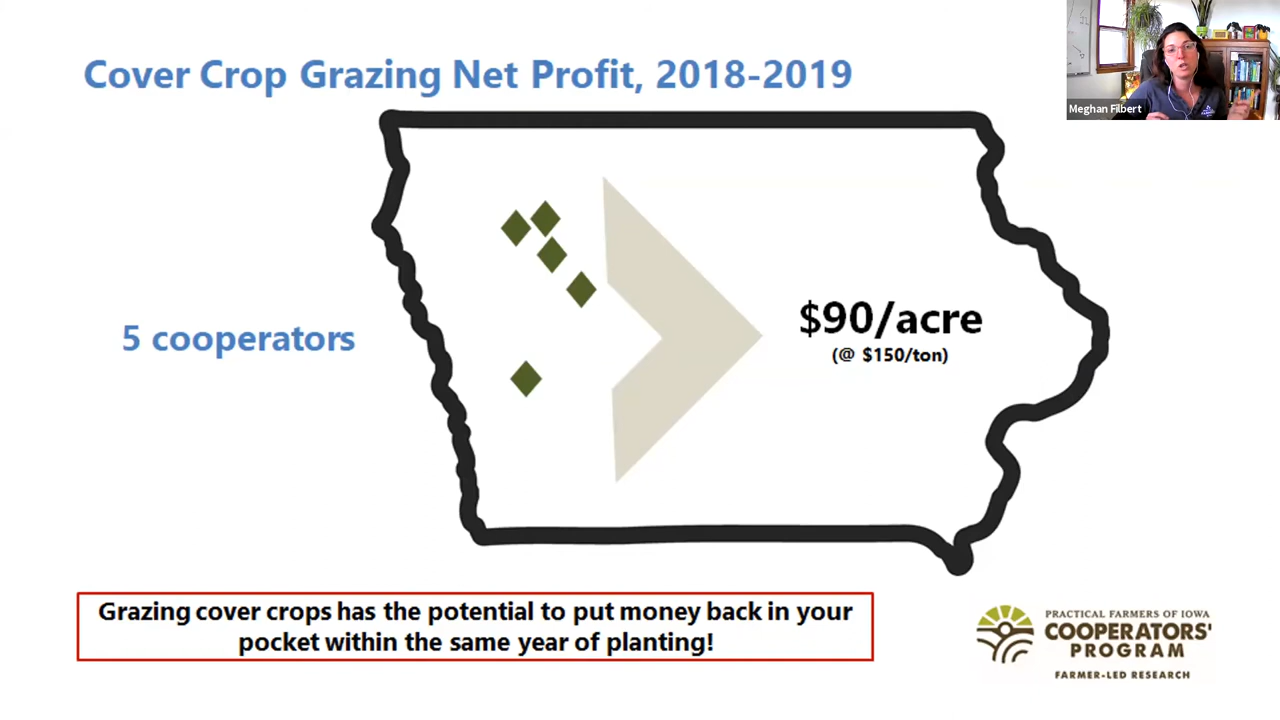 Cover Crop Grazing Net Profit, 2018-2019
Meghan Filbert
5 cooperators
$90/acre
(@ $150/ton)
Grazing cover crops has the potential to put money back in your
pocket within the same year of planting!
PRACTICAL FARMERS OF IOWA
COOPERATORS'
PROGRAM
FARMER-LED RESEARCH